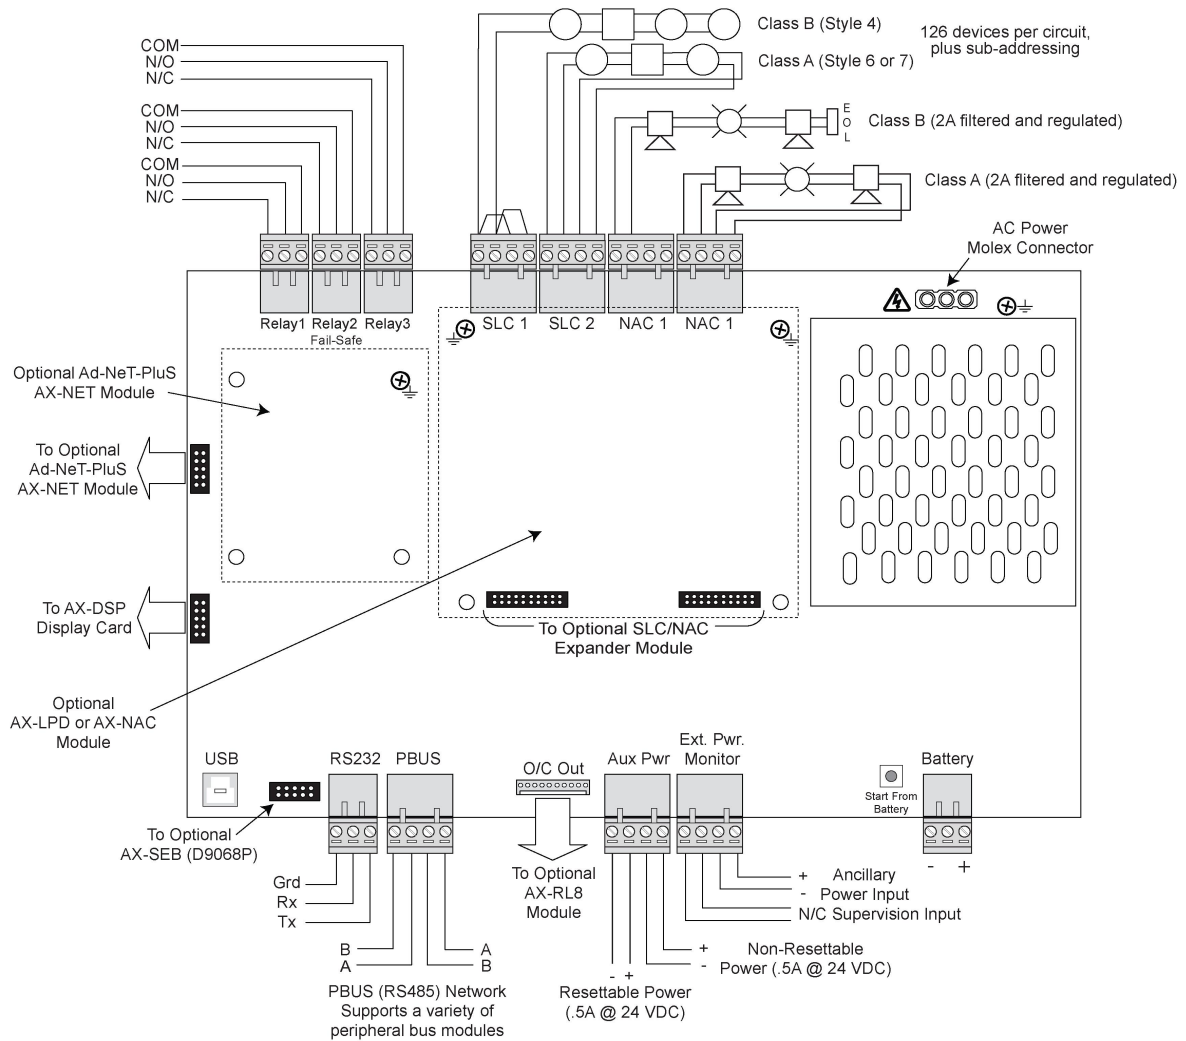 Class B (Style 4)
126 devices per circuit,
plus sub-addressing
COM
N/O
N/C
Class A (Style 6 or 7)
COM
N/O
N/C
E
O
L
Class B (2A filtered and regulated)
COM
N/O
N/C
Class A (2A flitered and regulated)
AC Power
Molex Connector
Relay1
Relay2
Relay3
Fail-Safe
SLC 1
SLC 2
NAC 1
NAC 1
Optional Ad-NeT-PluS
AX-NET Module
To Optional
Ad-NeT-PluS
AX-NET Module
To AX-DSP
Display Card
To Optional SLC/NAC
Expander Module
Optional
AX-LPD or AX-NAC
Module
USB
RS232
PBUS
O/C Out
Aux Pwr
Ext. Pwr.
Monitor
Battery
Start From
Battery
To Optional
AX-SEB (D9068P)
- +
Grd
Rx
Tx
To Optional
AX-RL8
Module
+ Ancillary
- Power Input
N/C Supervision Input
B
A
A
B
+ Non-Resettable
- Power (.5A @ 24 VDC)
- +
Resettable Power
(.5A @ 24 VDC)
PBUS (RS485) Network
Supports a variety of
peripheral bus modules